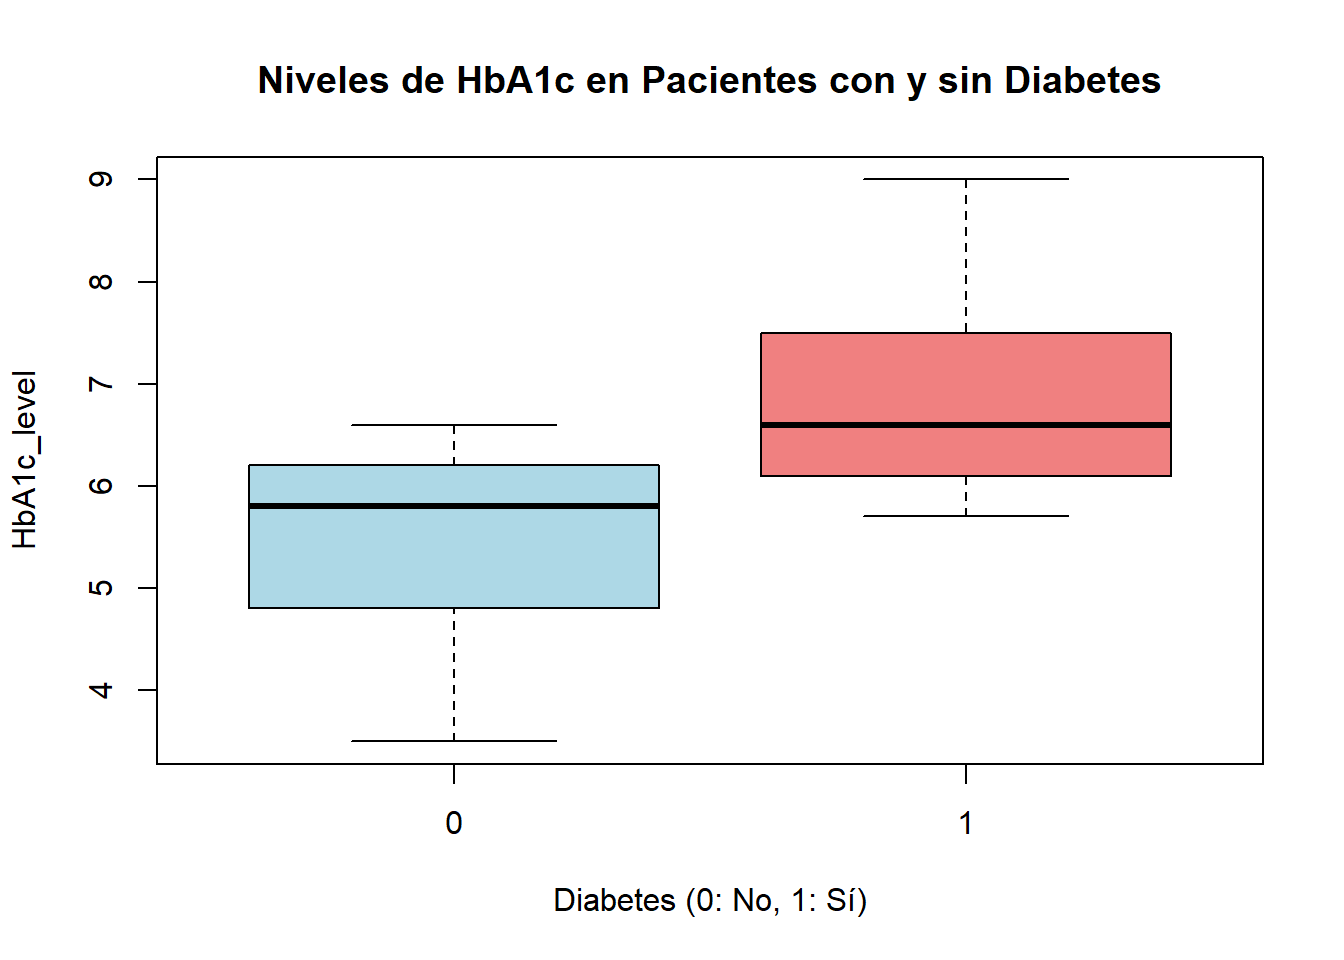 Niveles de HbA1c en Pacientes con y sin Diabetes
HbA1c_level
9
8
7
6
5
4
0
1
Diabetes (0: No, 1: Sí)